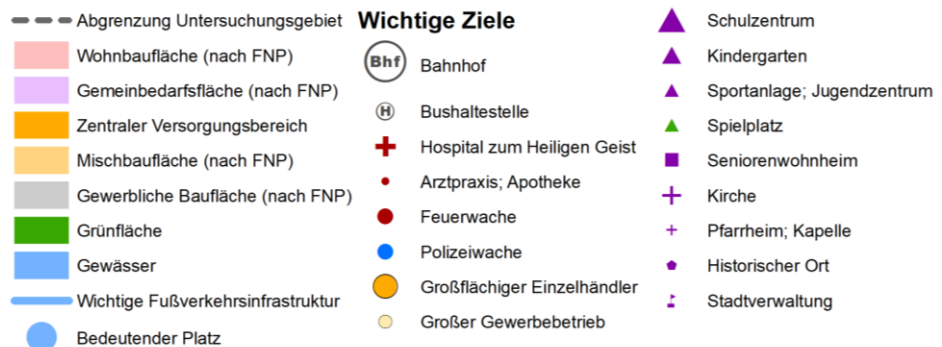 Abgrenzung Untersuchungsgebiet
Wohnbaufläche (nach FNP)
Gemeinbedarfsfläche (nach FNP)
Zentraler Versorgungsbereich
Mischbaufläche (nach FNP)
Gewerbliche Baufläche (nach FNP)
Grünfläche
Gewässer
Wichtige Fußverkehrsinfrastruktur
Bedeutender Platz
Wichtige Ziele
Bhf Bahnhof
H Bushaltestelle
Hospital zum Heiligen Geist
Arztpraxis; Apotheke
Feuerwache
Polizeiwache
Großflächiger Einzelhändler
Großer Gewerbebetrieb
Schulzentrum
Kindergarten
Sportanlage; Jugendzentrum
Spielplatz
Seniorenwohnheim
Kirche
Pfarrheim; Kapelle
Historischer Ort
Stadtverwaltung